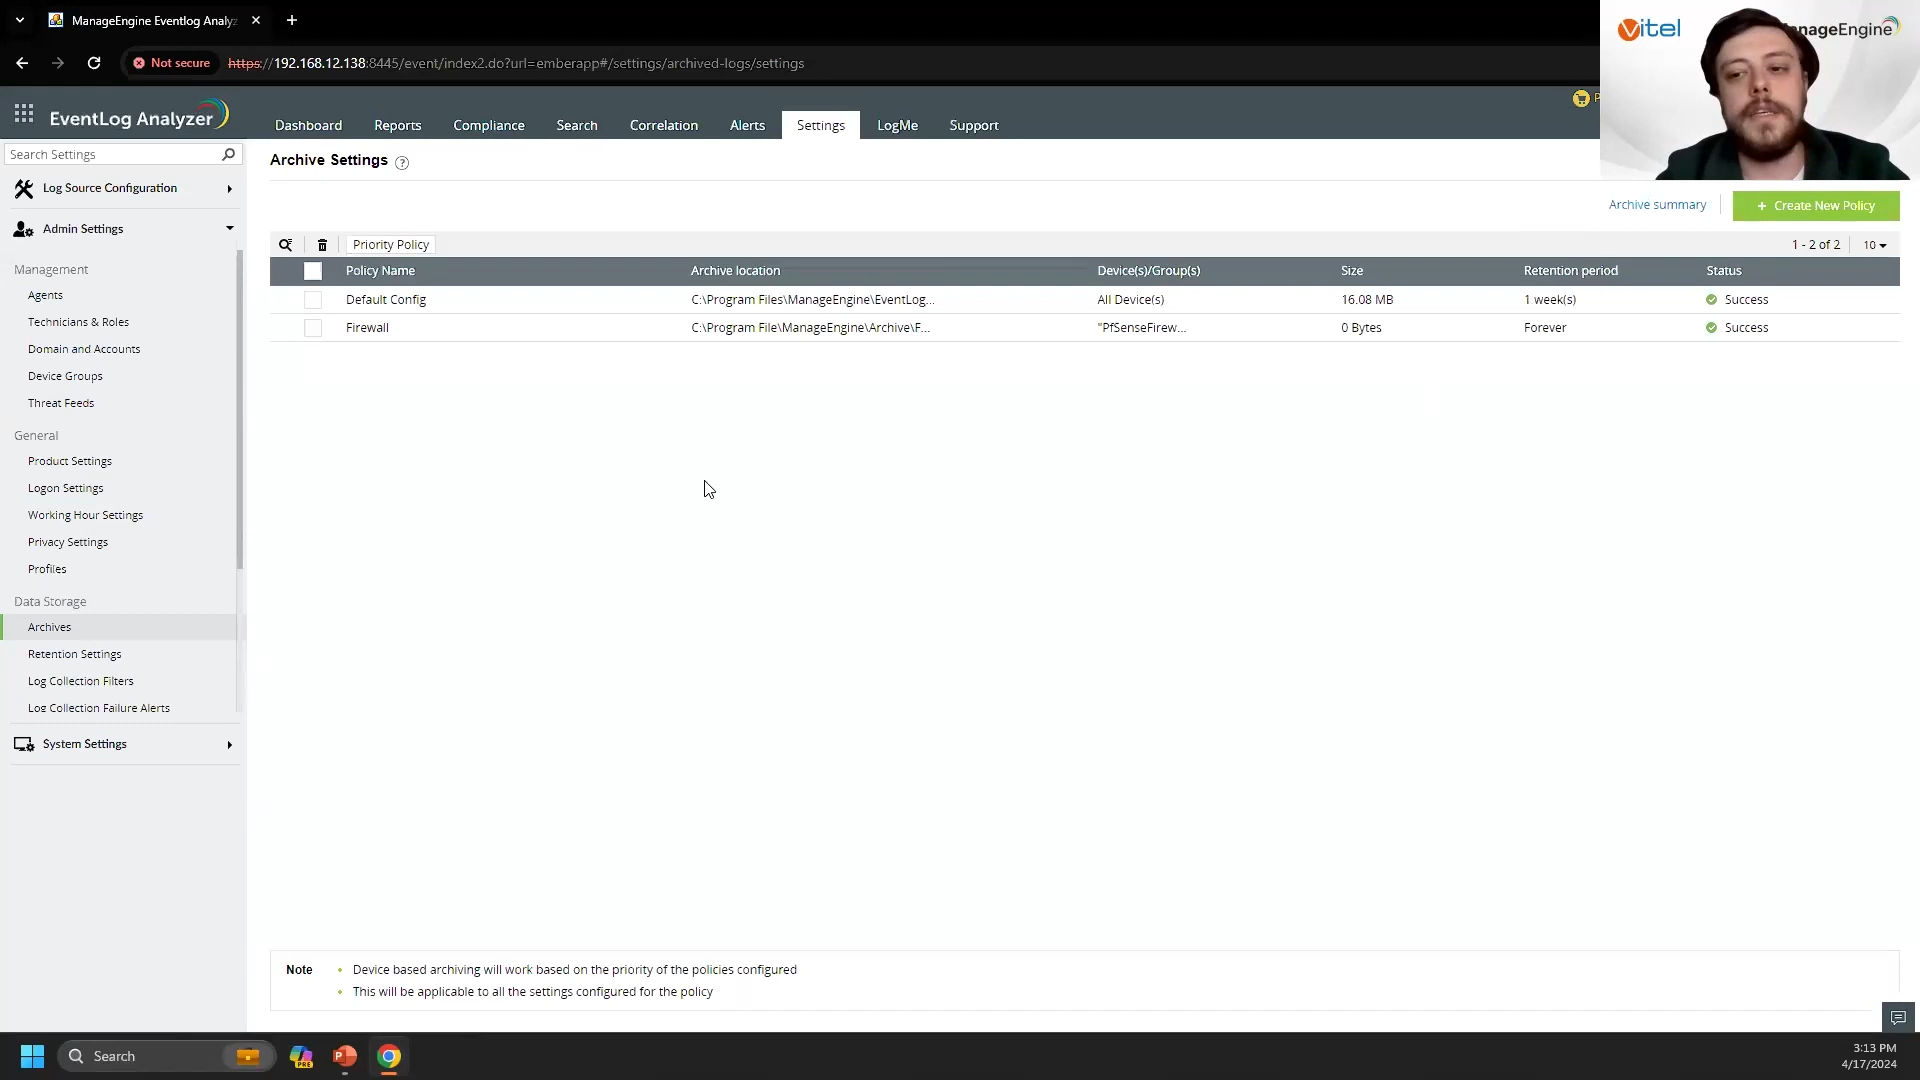 ManageEngine Eventlog Analyz
Not secure
https://192.168.12.138:8445/event/index2.do?url=emberapp#/settings/archived-logs/settings
Vitel
nageEngine
EventLog Analyzer
Dashboard
Reports
Compliance
Search
Correlation
Alerts
Settings
LogMe
Support
P
Search Settings
Log Source Configuration
Admin Settings
Management
Agents
Technicians & Roles
Domain and Accounts
Device Groups
Threat Feeds
General
Product Settings
Logon Settings
Working Hour Settings
Privacy Settings
Profiles
Data Storage
Archives
Retention Settings
Log Collection Filters
Log Collection Failure Alerts
System Settings
Archive Settings ?
Archive summary
+ Create New Policy
Priority Policy
1 - 2 of 2
10
Policy Name Archive location Device(s)/Group(s) Size Retention period Status
Default Config C:\Program Files\ManageEngine\EventLog... All Device(s) 16.08 MB 1 week(s) Success
Firewall C:\Program File\ManageEngine\Archive\F... "PfSenseFirew... 0 Bytes Forever Success
Note
• Device based archiving will work based on the priority of the policies configured
• This will be applicable to all the settings configured for the policy
Search
PRE
3:13 PM
4/17/2024